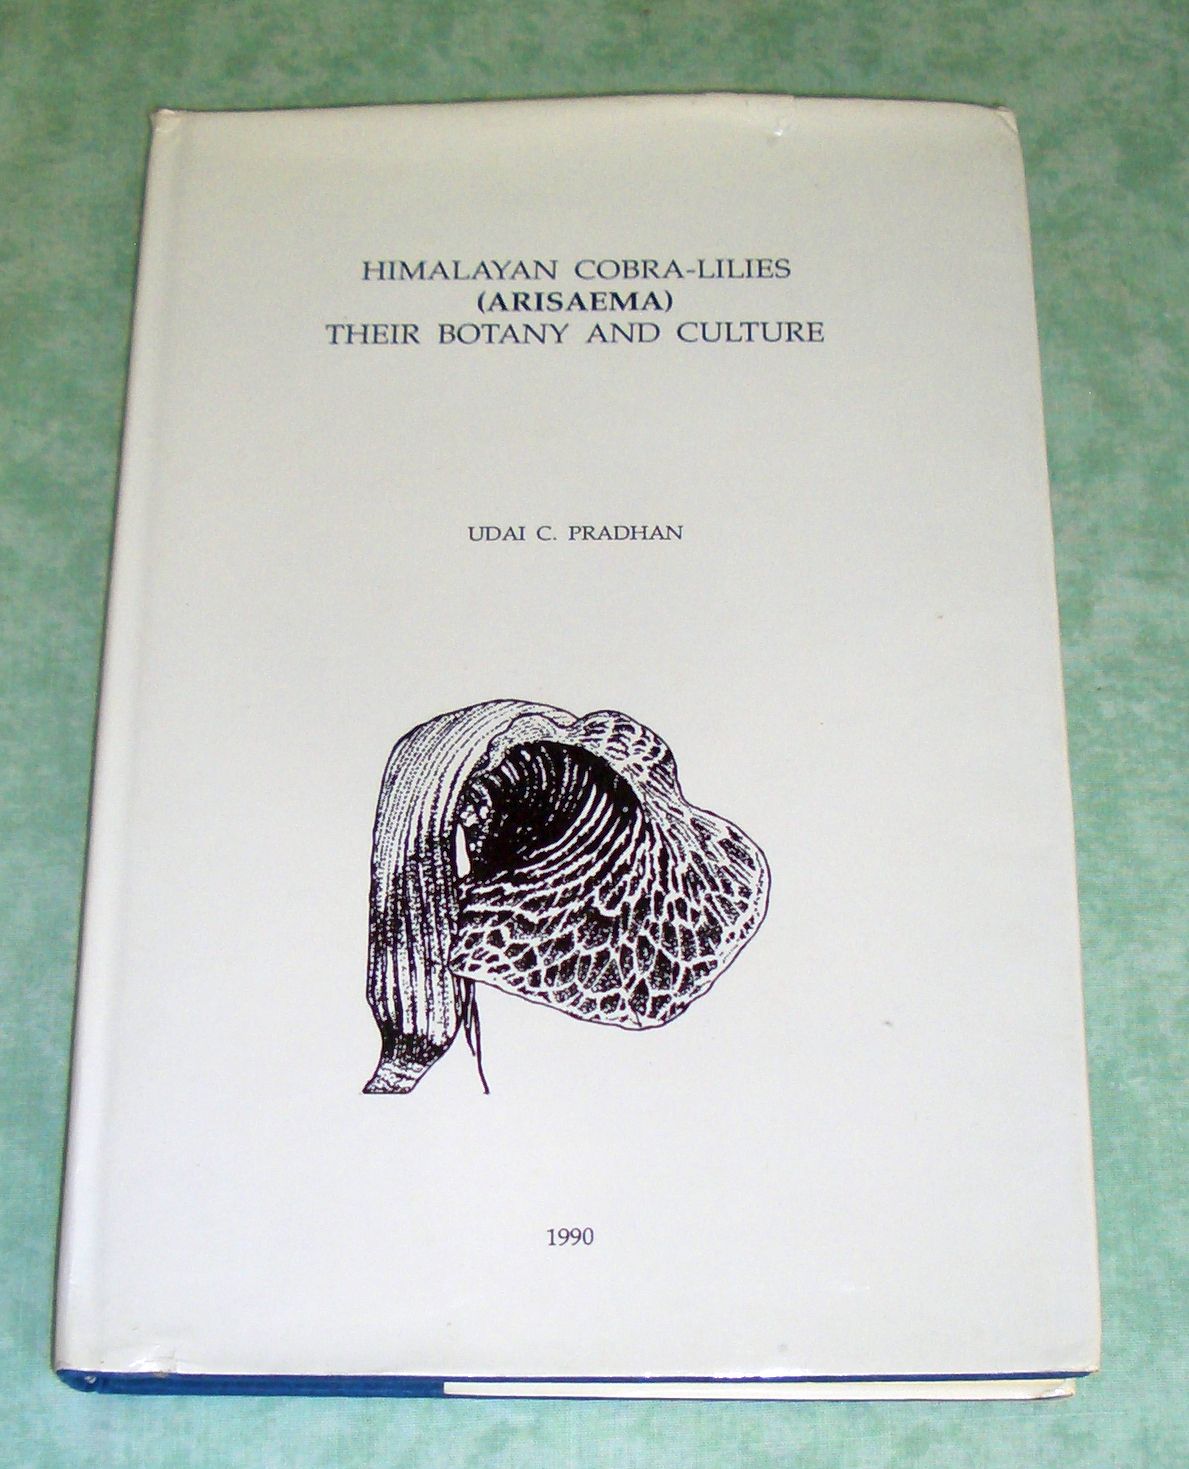 HIMALAYAN COBRA-LILIES
(ARISAEMA)
THEIR BOTANY AND CULTURE
UDAI C. PRADHAN
1990